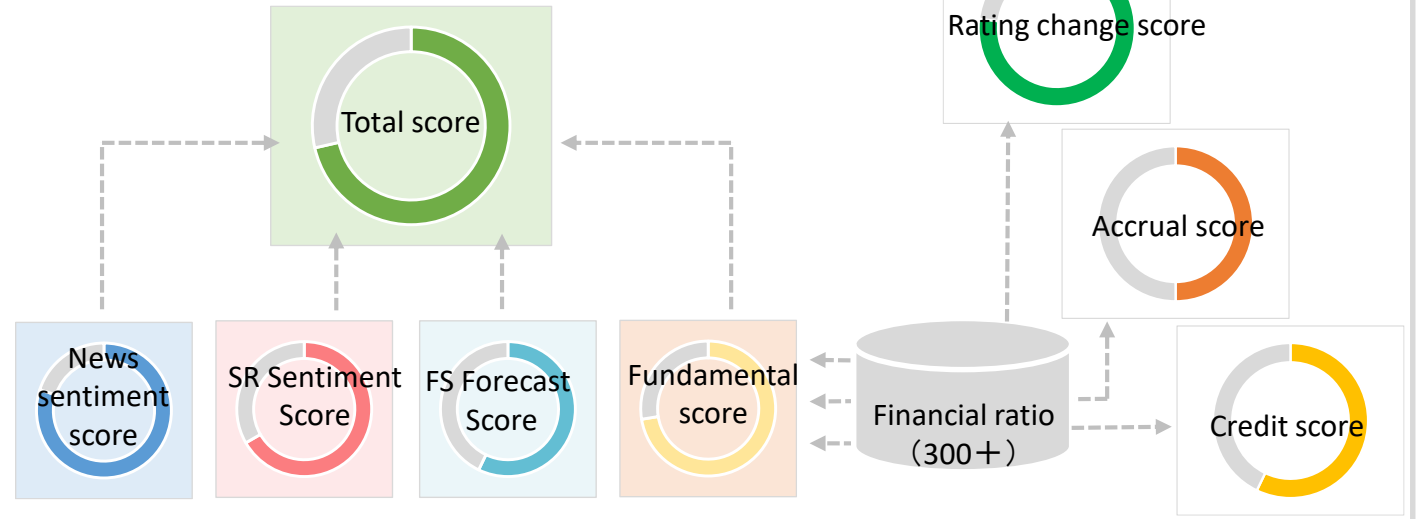 Rating change score
Total score
Accrual score
News
sentiment
score
SR Sentiment
Score
FS Forecast
Score
Fundamental
score
Financial ratio
（300＋）
Credit score